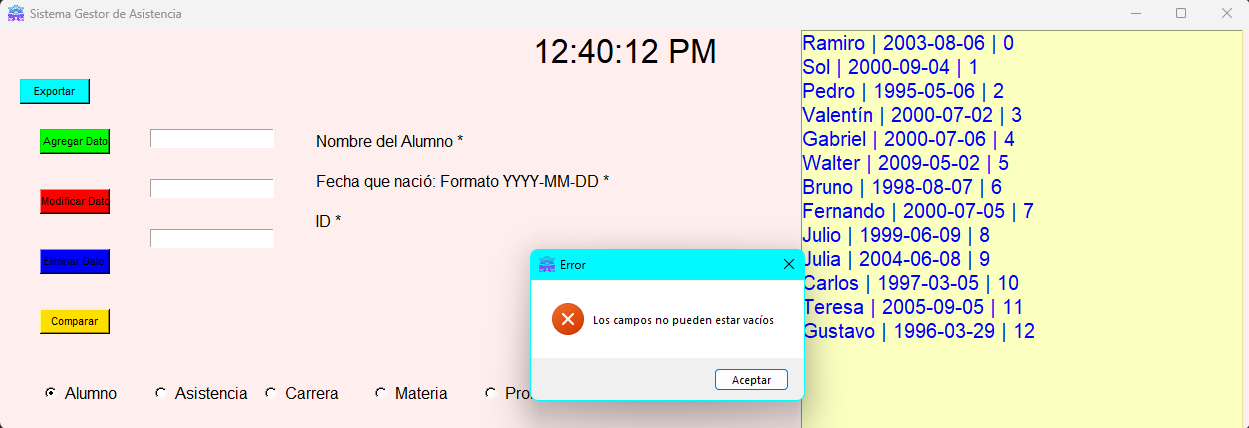 Sistema Gestor de Asistencia
12:40:12 PM
Exportar
Agregar Dato
Modificar Dato
Eliminar Dato
Comparar
Nombre del Alumno *
Fecha que nació: Formato YYYY-MM-DD *
ID *
Alumno
Asistencia
Carrera
Materia
Error
Los campos no pueden estar vacíos
Aceptar
Ramiro | 2003-08-06 | 0
Sol | 2000-09-04 | 1
Pedro | 1995-05-06 | 2
Valentín | 2000-07-02 | 3
Gabriel | 2000-07-06 | 4
Walter | 2009-05-02 | 5
Bruno | 1998-08-07 | 6
Fernando | 2000-07-05 | 7
Julio | 1999-06-09 | 8
Julia | 2004-06-08 | 9
Carlos | 1997-03-05 | 10
Teresa | 2005-09-05 | 11
Gustavo | 1996-03-29 | 12